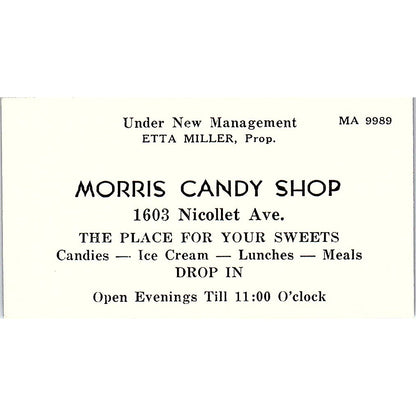 Under New Management
MA 9989
ETTA MILLER, Prop.
MORRIS CANDY SHOP
1603 Nicollet Ave.
THE PLACE FOR YOUR SWEETS
Candies — Ice Cream — Lunches — Meals
DROP IN
Open Evenings Till 11:00 O'clock